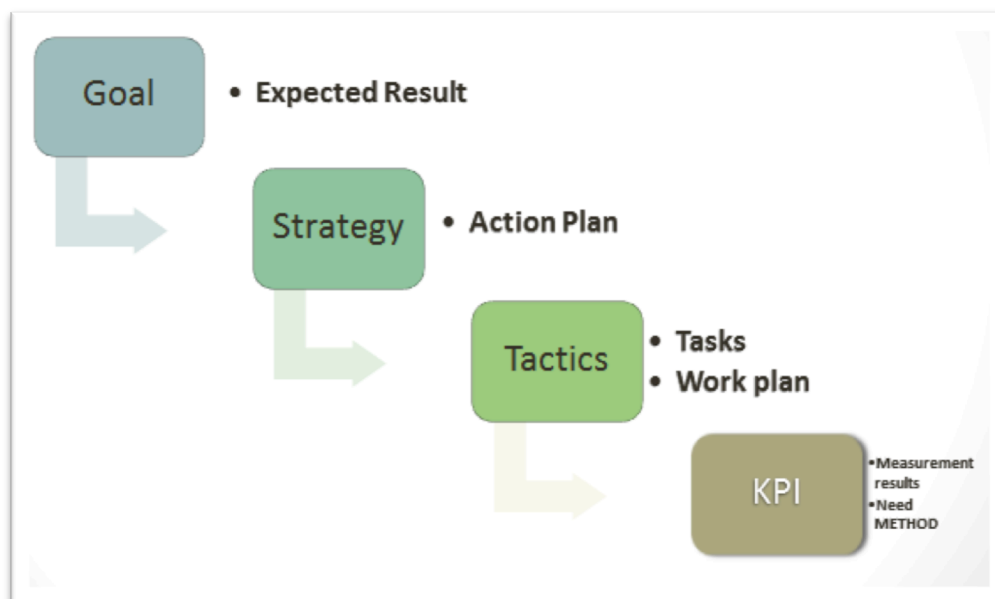 Goal
• Expected Result
Strategy
• Action Plan
Tactics
• Tasks
• Work plan
KPI
•Measurement
results
•Need
METHOD